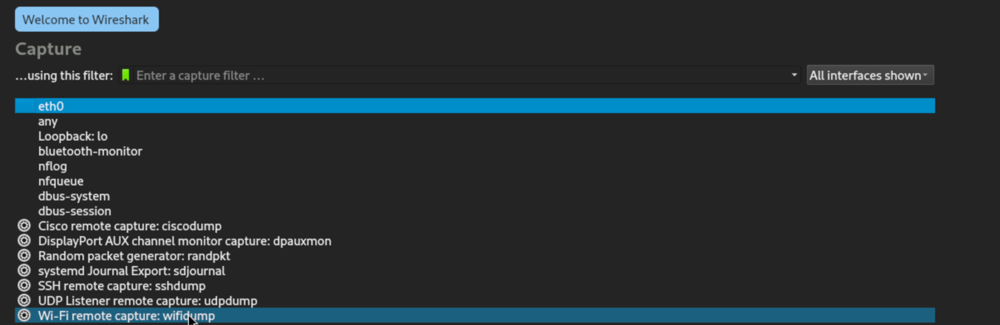 Welcome to Wireshark
Capture
...using this filter: Enter a capture filter ... All interfaces shown
eth0
any
Loopback: lo
bluetooth-monitor
nflog
nfqueue
dbus-system
dbus-session
Cisco remote capture: ciscodump
DisplayPort AUX channel monitor capture: dpauxmon
Random packet generator: randpkt
systemd Journal Export: sdjournal
SSH remote capture: sshdump
UDP Listener remote capture: udpdump
Wi-Fi remote capture: wifidump